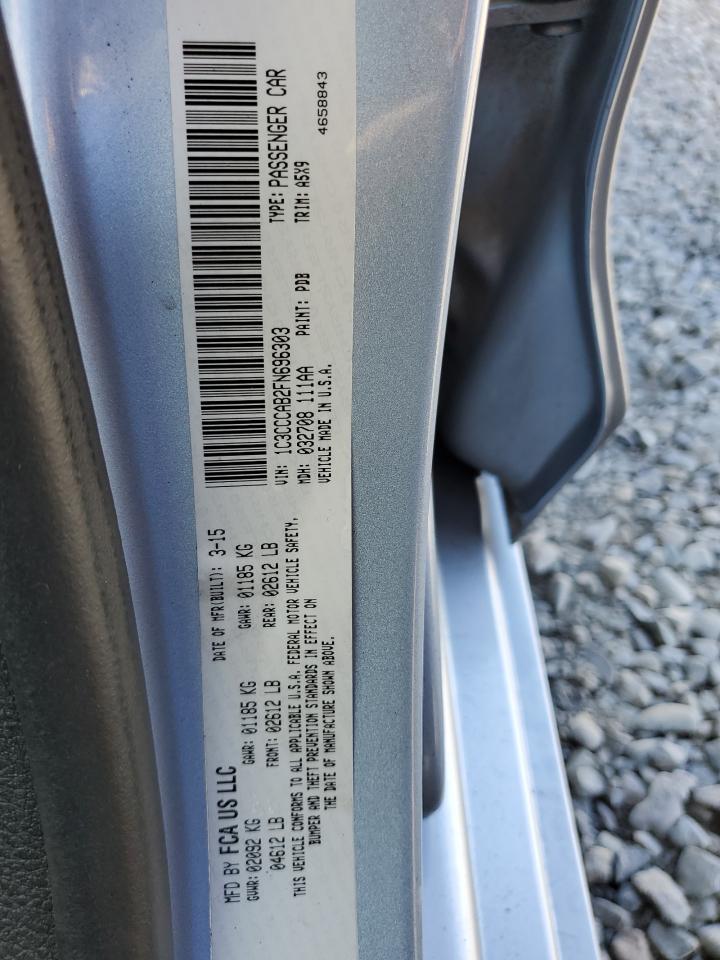 MFD BY FCA US LLC
DATE OF MFR(BUILT): 3-15
GVWR: 02092 KG
GAWR: 01185 KG
GAWR: 01185 KG
04612 LB
FRONT: 02612 LB
REAR: 02612 LB
THIS VEHICLE CONFORMS TO ALL APPLICABLE U.S.A. FEDERAL MOTOR VEHICLE SAFETY,
BUMPER AND THEFT PREVENTION STANDARDS IN EFFECT ON
THE DATE OF MANUFACTURE SHOWN ABOVE.
VIN: 1C3CCCAB2FN696303
TYPE: PASSENGER CAR
MDH: 032708 111AA
PAINT: PDB
TRIM: A5X9
VEHICLE MADE IN U.S.A.
4658843